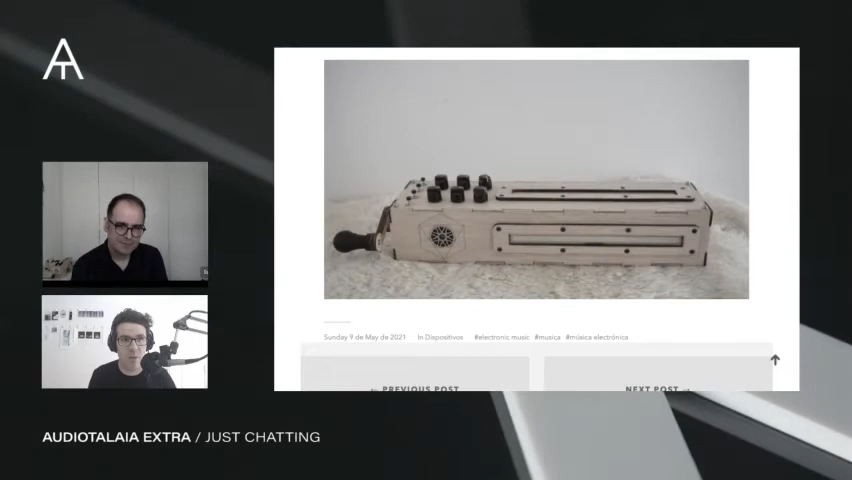 AT
Sunday 9 de May de 2021 In Dispositivos #electronic music #musica #música electrónica
← PREVIOUS POST
NEXT POST →
AUDIOTALAIA EXTRA / JUST CHATTING